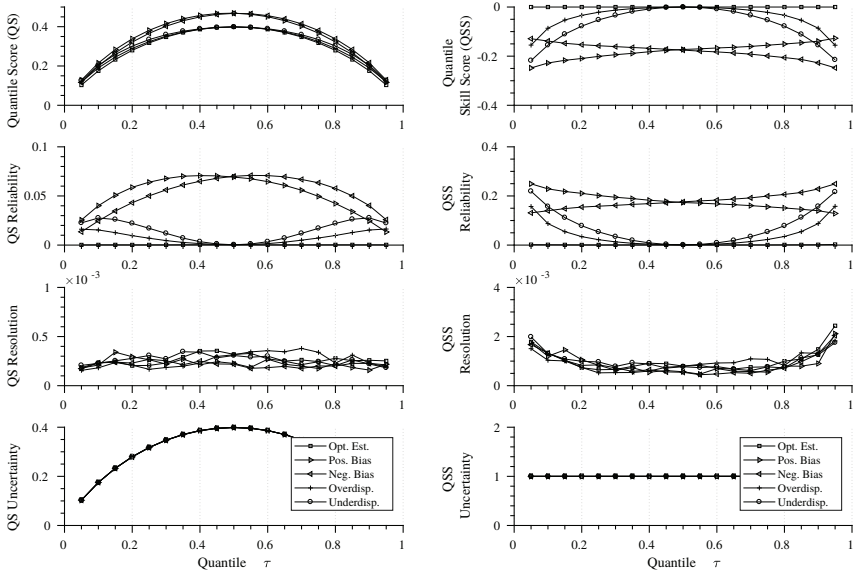 Quantile Score (QS)
0.4
0.2
0
0 0.2 0.4 0.6 0.8 1
Quantile
Skill Score (QSS)
0
-0.2
-0.4
0 0.2 0.4 0.6 0.8 1
QS Reliability
0.1
0.05
0
0 0.2 0.4 0.6 0.8 1
QSS
Reliability
0.4
0.2
0
0 0.2 0.4 0.6 0.8 1
QS Resolution
×10 -3
1
0.5
0
0 0.2 0.4 0.6 0.8 1
QSS
Resolution
×10 -3
4
2
0
0 0.2 0.4 0.6 0.8 1
QS Uncertainty
0.4
0.2
0
0 0.2 0.4 0.6 0.8 1
Quantile τ
Opt. Est.
Pos. Bias
Neg. Bias
Overdisp.
Underdisp.
QSS
Uncertainty
2
1
0
0 0.2 0.4 0.6 0.8 1
Quantile τ
Opt. Est.
Pos. Bias
Neg. Bias
Overdisp.
Underdisp.